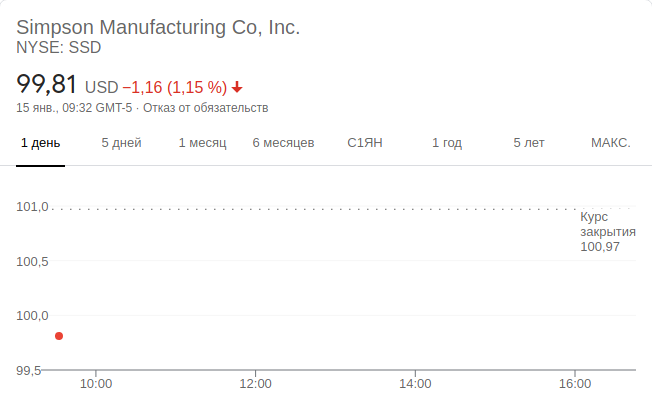 Simpson Manufacturing Co, Inc.
NYSE: SSD
99,81 USD −1,16 (1,15 %)
15 янв., 09:32 GMT-5 · Отказ от обязательств
1 день 5 дней 1 месяц 6 месяцев С1ЯН 1 год 5 лет МАКС.
101,0
Курс
закрытия
100,97
100,5
100,0
99,5
10:00 12:00 14:00 16:00